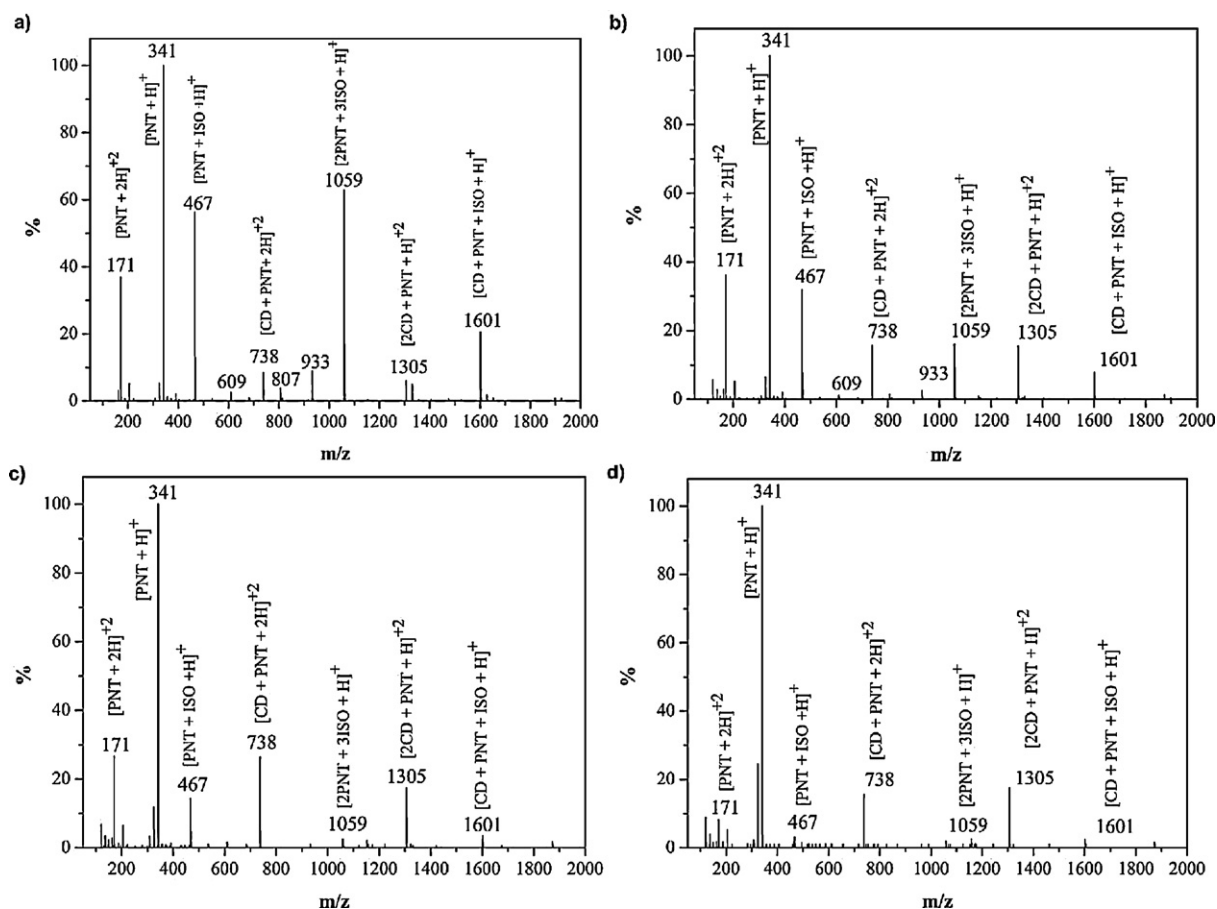 a)
341
[PNT + H]+
[PNT + 2H]+2
171
[PNT + ISO +H]+
467
609
[CD + PNT+ 2H]+2
738
807
933
[2PNT + 3ISO + H]+
1059
[2CD + PNT + H]+2
1305
[CD + PNT + ISO + H]+
1601
%
100
80
60
40
20
0
200 400 600 800 1000 1200 1400 1600 1800 2000
m/z
b)
341
[PNT + H]+
[PNT + 2H]+2
171
[PNT + ISO +H]+
467
609
[CD + PNT + 2H]+2
738
933
[2PNT + 3ISO + H]+
1059
[2CD + PNT + H]+2
1305
[CD + PNT + ISO + H]+
1601
%
100
80
60
40
20
0
200 400 600 800 1000 1200 1400 1600 1800 2000
m/z
c)
341
[PNT + H]+
[PNT + 2H]+2
171
[PNT + ISO +H]+
467
[CD + PNT + 2H]+2
738
[2PNT + 3ISO + H]+
1059
[2CD + PNT + H]+2
1305
[CD + PNT + ISO + H]+
1601
%
100
80
60
40
20
0
200 400 600 800 1000 1200 1400 1600 1800 2000
m/z
d)
341
[PNT + H]+
[PNT + 2H]+2
171
[PNT + ISO +H]+
467
[CD + PNT + 2H]+2
738
[2PNT + 3ISO + II]+
1059
[2CD + PNT + II]+2
1305
[CD + PNT + ISO + H]+
1601
%
100
80
60
40
20
0
200 400 600 800 1000 1200 1400 1600 1800 2000
m/z